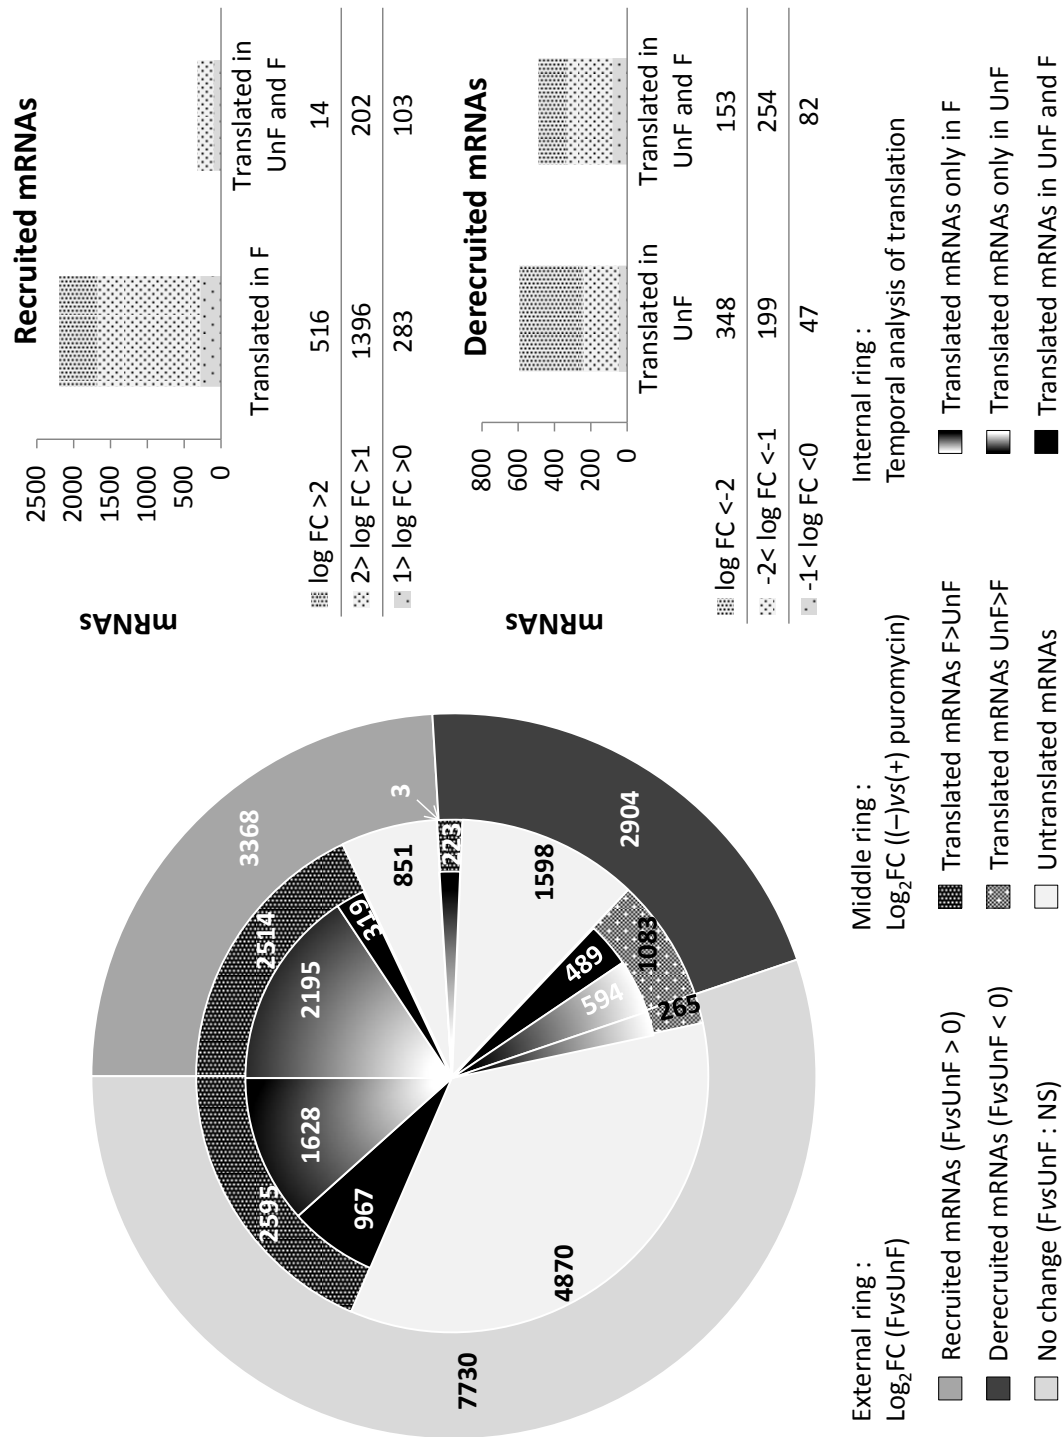 3368
2904
7730
2514
851
3
223
1598
1083
265
4870
2595
2195
319
489
594
1628
967
Recruited mRNAs
mRNAs
2500
2000
1500
1000
500
0
Translated in F
Translated in
UnF and F
log FC >2 516 14
2> log FC >1 1396 202
1> log FC >0 283 103
Derecruited mRNAs
mRNAs
800
600
400
200
0
Translated in
UnF
Translated in
UnF and F
log FC <-2 348 153
-2< log FC <-1 199 254
-1< log FC <0 47 82
External ring :
Log₂FC (FvsUnF)
Recruited mRNAs (FvsUnF > 0)
Derecruited mRNAs (FvsUnF < 0)
No change (FvsUnF : NS)
Middle ring :
Log₂FC ((–)vs(+) puromycin)
Translated mRNAs F>UnF
Translated mRNAs UnF>F
Untranslated mRNAs
Internal ring :
Temporal analysis of translation
Translated mRNAs only in F
Translated mRNAs only in UnF
Translated mRNAs in UnF and F